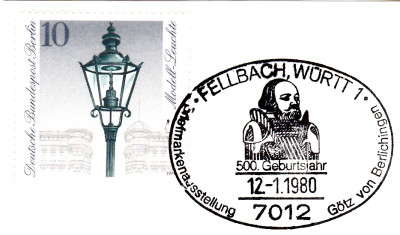 10
Deutsche Bundespost Berlin
Modell-Leuchte
• FELLBACH, WÜRTT 1 •
Briefmarkenausstellung
500. Geburtsjahr
12.-1.1980
7012
Götz von Berlichingen